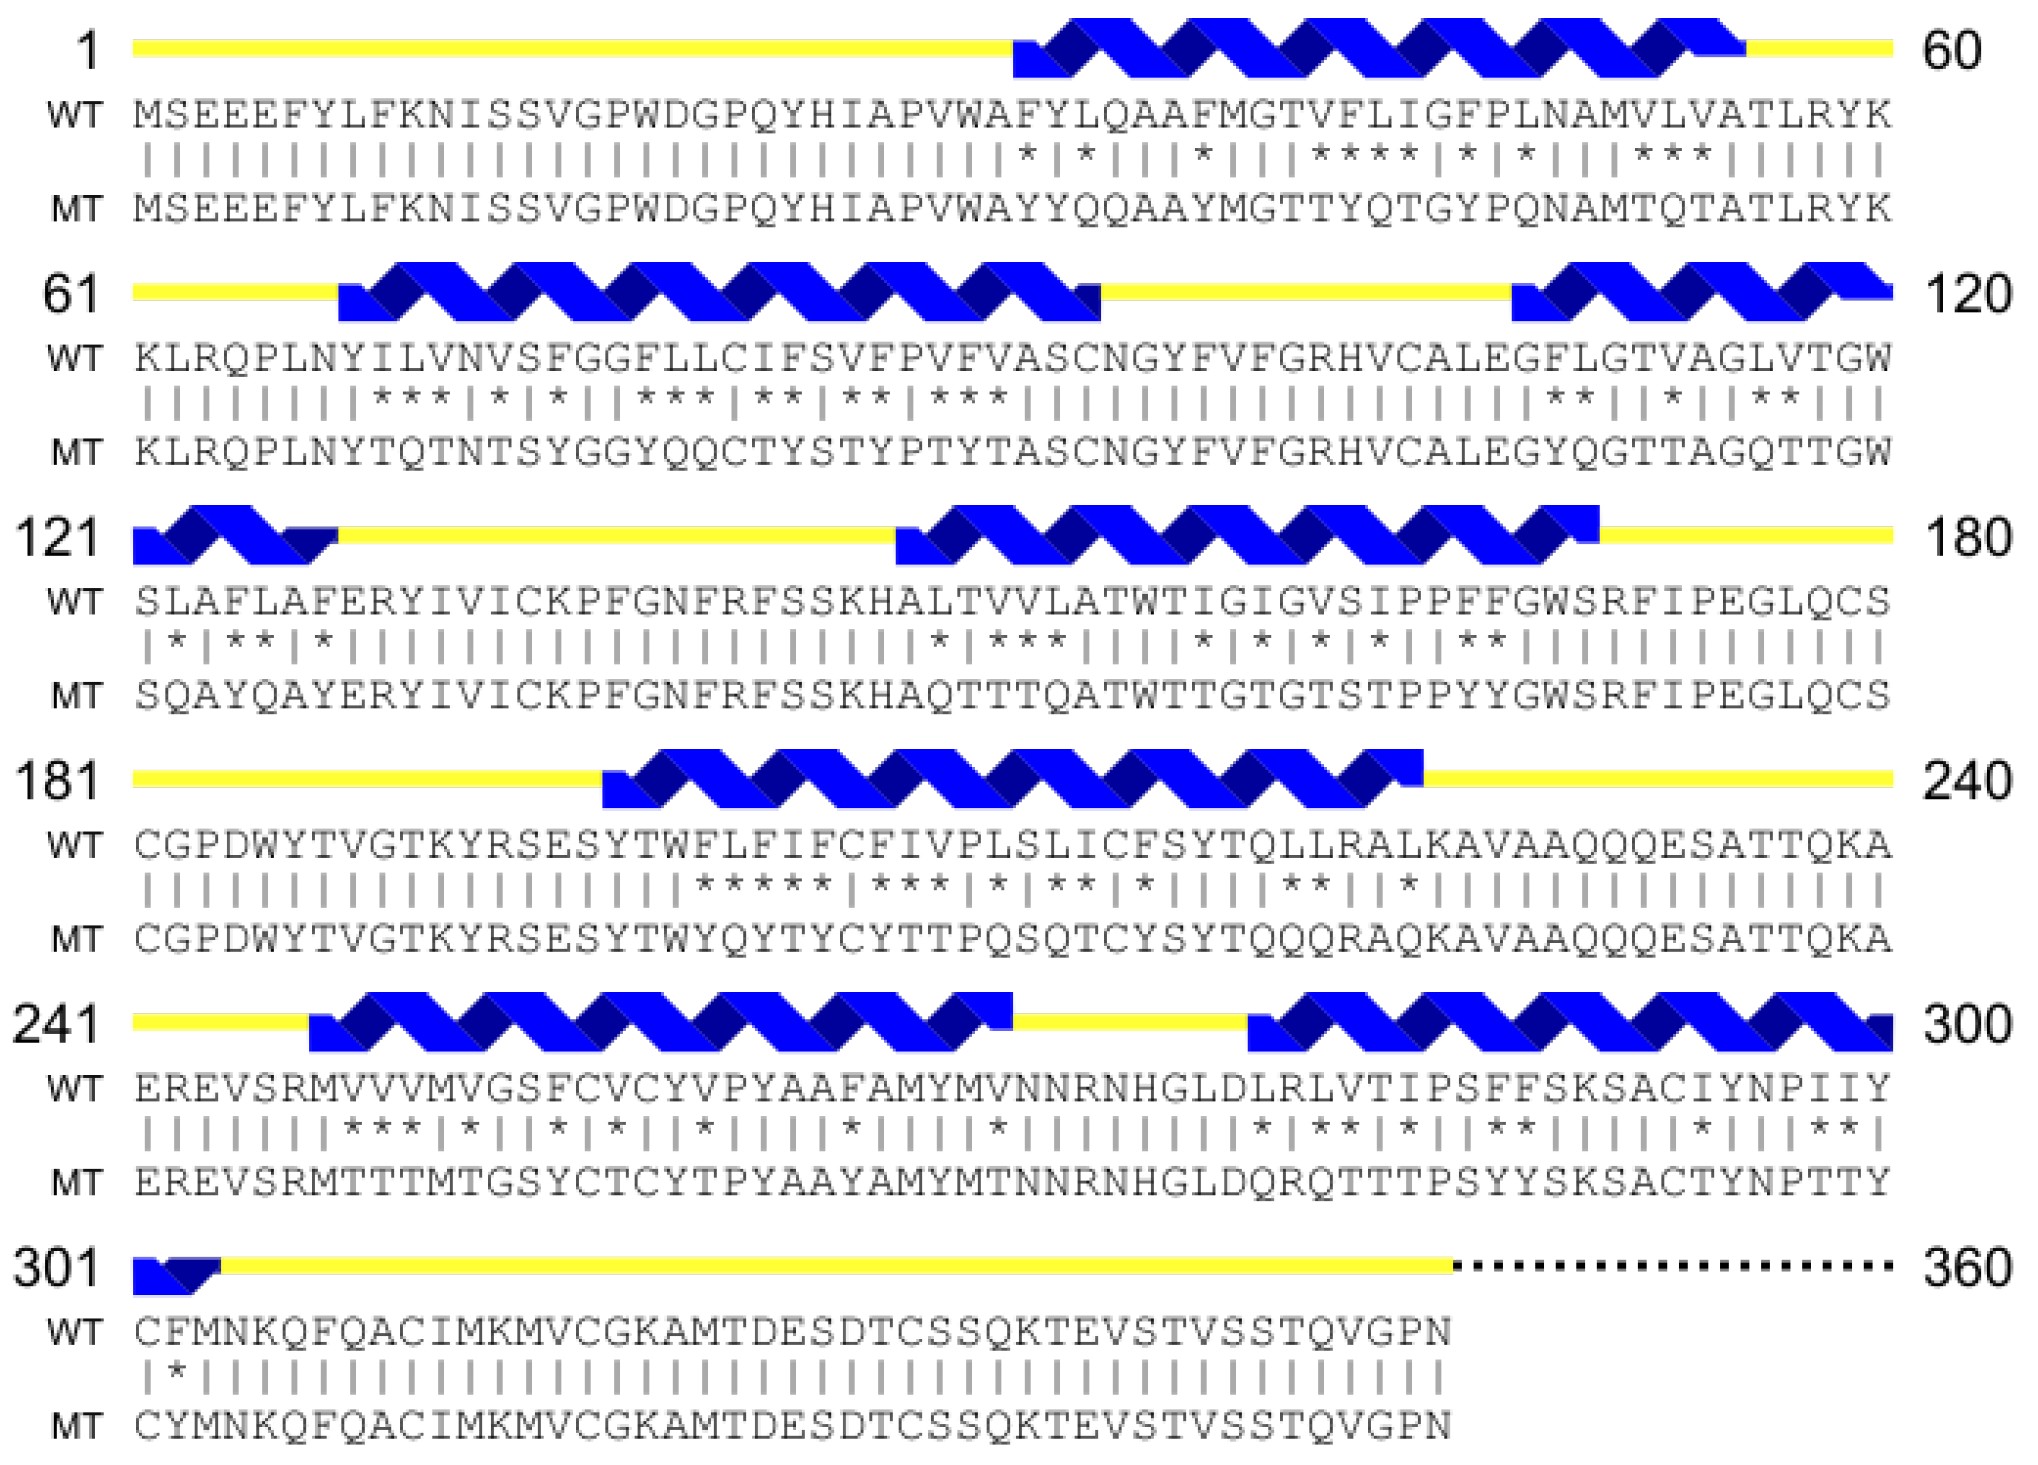 1 60
WT MSEEEFYLFKNISSVGPWDGPQYHIAPVWAFYLQAAFMGTVFLIGFPLNAMVLVATLRYK
||||||||||||||||||||||||||||||*|*|||*|||****|*|*|||***||||||
MT MSEEEFYLFKNISSVGPWDGPQYHIAPVWAYYQQAAYMGTTYQTGYPQNAMTQTATLRYK
61 120
WT KLRQPLNYILVNVSFGGFLLCIFSVFPVFVASCNGYFVFGRHVCALEGFLGTVAGLVTGW
||||||||***|*|*||***|**|**|***||||||||||||||||||**||*||**|||
MT KLRQPLNYTQTNTSYGGYQQCTYSTYPTYTASCNGYFVFGRHVCALEGYQGTTAGQTTGW
121 180
WT SLAFLAFERYIVICKPFGNFRFSSKHALTVVLATWTIGIGVSIPPFFGWSRFIPEGLQCS
|*|**|*||||||||||||||||||||*|***||||*|*|*|*||**|||||||||||||
MT SQAYQAYERYIVICKPFGNFRFSSKHAQTTTQATWTTGTGTSTPPYYGWSRFIPEGLQCS
181 240
WT CGPDWYTVGTKYRSESYTWFLFIFCFIVPLSLIICFSYTQLLRALKAVAAQQQESATTQKA
|||||||||||||||||||*****|***|*|**|*||||**||*||||||||||||||||
MT CGPDWYTVGTKYRSESYTWYQYTYCYTTPQSQTCYSYTQQQRAQKAVAAQQQESATTQKA
241 300
WT EREVSRMVVVMVGSFCVCYVPYAAFAMYMVNNRNHGLDLRLVTIPSFFSKSACIYNPIIY
|||||||***|*||*|*||*||||*||||*||||||||*|**|*||**|||||*|||**|
MT EREVSRMTTTMTGSYCTCYTPYAAYAMYMTNNRNHGLDQRQTTTPSYYSKSACTYNPTTY
301 360
WT CFMNKQFQACIMKMVCGKAMTDESDTCSSQKTEVSTVSSTQVGPN
|*|||||||||||||||||||||||||||||||||||||||||||
MT CYMNKQFQACIMKMVCGKAMTDESDTCSSQKTEVSTVSSTQVGPN